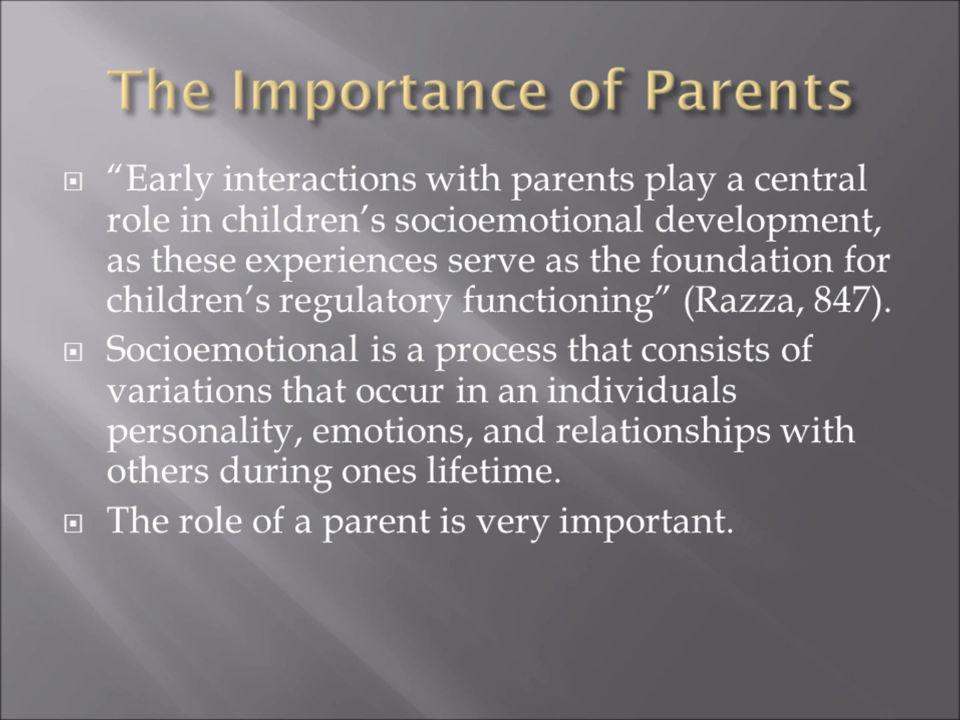 The Importance of Parents
“Early interactions with parents play a central
role in children’s socioemotional development,
as these experiences serve as the foundation for
children’s regulatory functioning” (Razza, 847).
Socioemotional is a process that consists of
variations that occur in an individuals
personality, emotions, and relationships with
others during ones lifetime.
The role of a parent is very important.